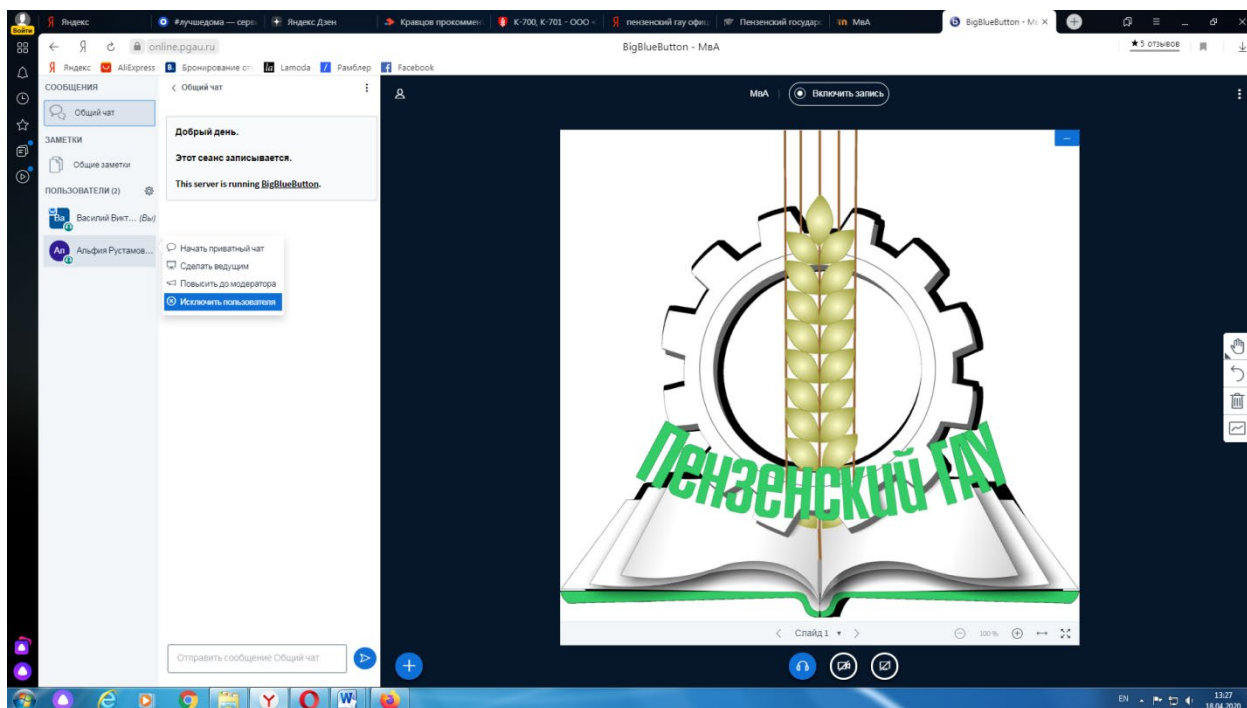 Войти
Яндекс
#лучшедома — серв
Яндекс Дзен
Кравцов прокоммен
К-700, К-701 - ООО
пензенский гау офиц
Пензенский государс
МвА
BigBlueButton - Мв
online.pgau.ru
BigBlueButton - МвА
★ 5 отзывов
Яндекс
AliExpress
Бронирование от
Lamoda
Рамблер
Facebook
СООБЩЕНИЯ
Общий чат
ЗАМЕТКИ
Общие заметки
ПОЛЬЗОВАТЕЛИ (2)
Ва Василий Викт... (Вы)
Ал Альфия Рустамов...
Общий чат
Добрый день.
Этот сеанс записывается.
This server is running BigBlueButton.
Начать приватный чат
Сделать ведущим
Повысить до модератора
Исключить пользователя
Отправить сообщение Общий чат
МвА | Включить запись
Пензенский ГАУ
Слайд 1
100%
EN
13:27
18.04.2020